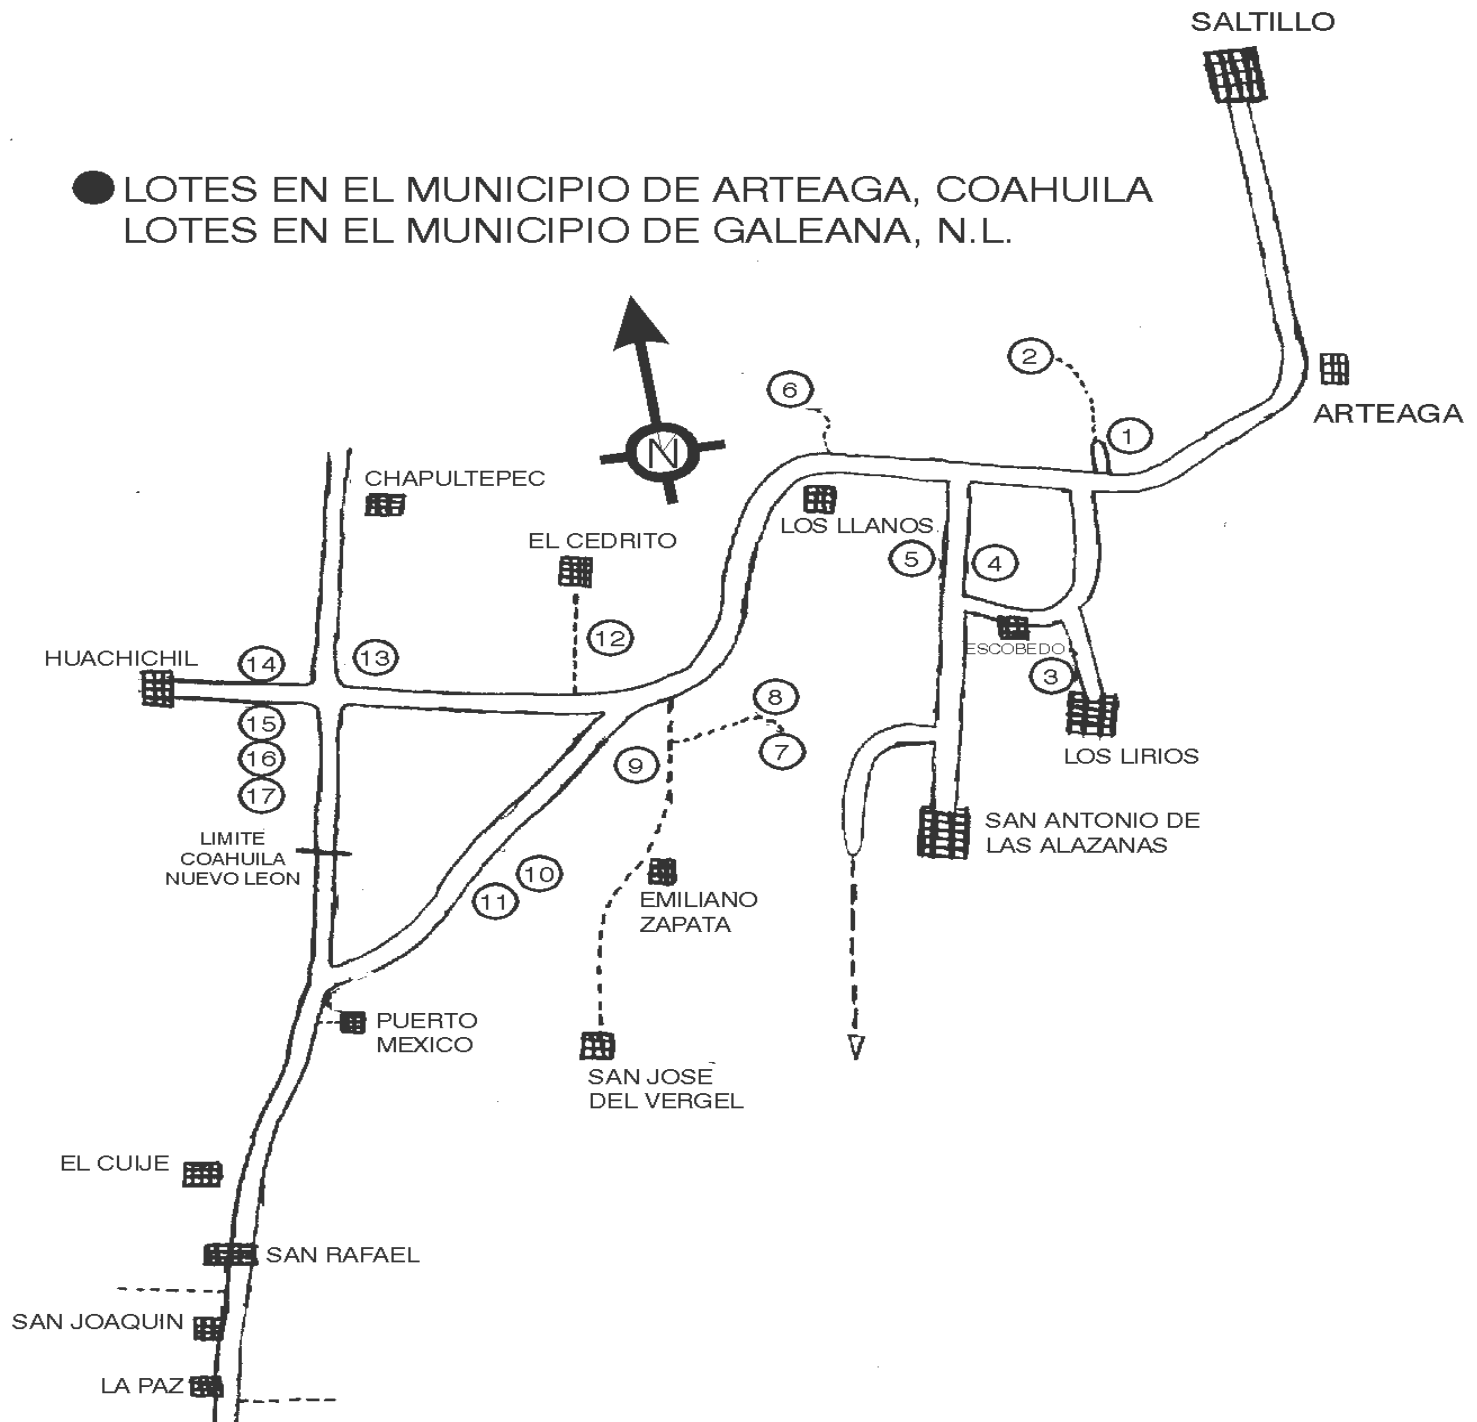 SALTILLO
LOTES EN EL MUNICIPIO DE ARTEAGA, COAHUILA
LOTES EN EL MUNICIPIO DE GALEANA, N.L.
2
6
ARTEAGA
1
N
CHAPULTEPEC
LOS LLANOS
EL CEDRITO
5
4
12
ESCOBEDO
HUACHICHIL
14
13
3
8
15
7
16
9
LOS LIRIOS
17
SAN ANTONIO DE
LAS ALAZANAS
LIMITE
COAHUILA
NUEVO LEON
10
11
EMILIANO
ZAPATA
PUERTO
MEXICO
SAN JOSE
DEL VERGEL
EL CUIJE
SAN RAFAEL
SAN JOAQUIN
LA PAZ